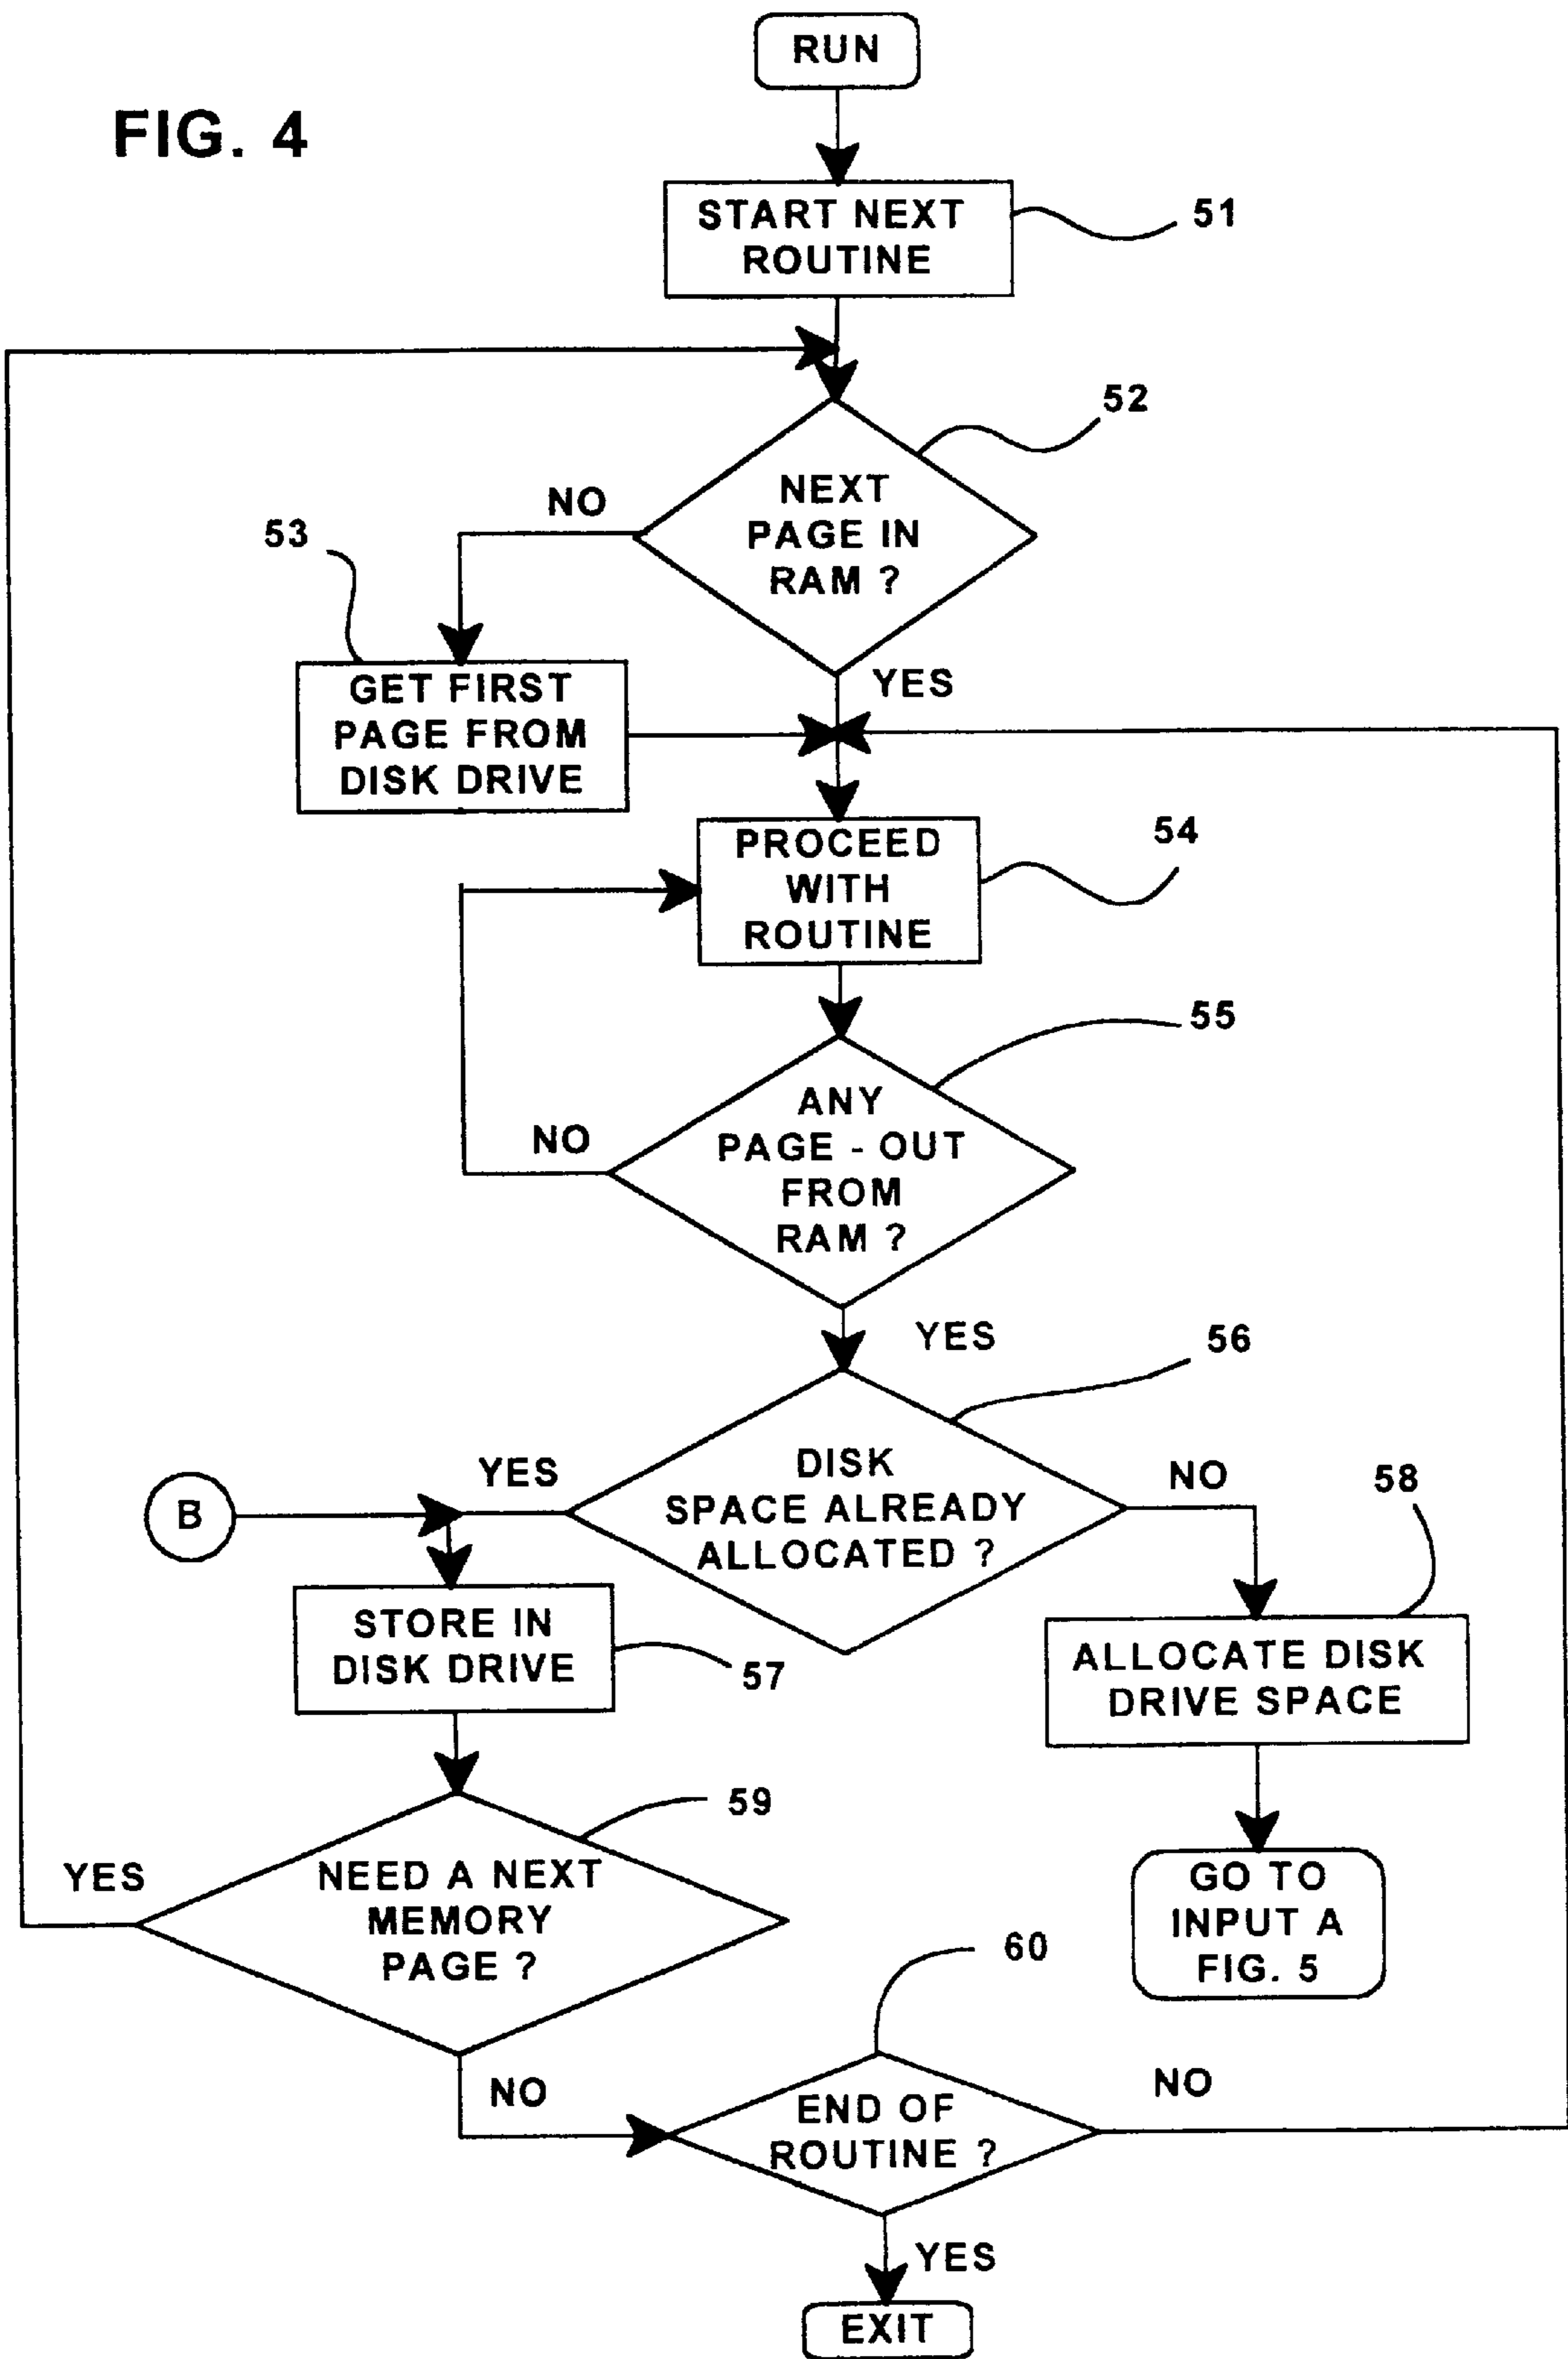 RUN
FIG. 4
START NEXT
ROUTINE
51
52
NEXT
PAGE IN
RAM ?
NO
53
YES
GET FIRST
PAGE FROM
DISK DRIVE
PROCEED
WITH
ROUTINE
54
55
ANY
PAGE - OUT
FROM
RAM ?
NO
YES
56
DISK
SPACE ALREADY
ALLOCATED ?
YES
NO
58
B
STORE IN
DISK DRIVE
57
ALLOCATE DISK
DRIVE SPACE
59
NEED A NEXT
MEMORY
PAGE ?
YES
GO TO
INPUT A
FIG. 5
60
NO
END OF
ROUTINE ?
NO
YES
EXIT